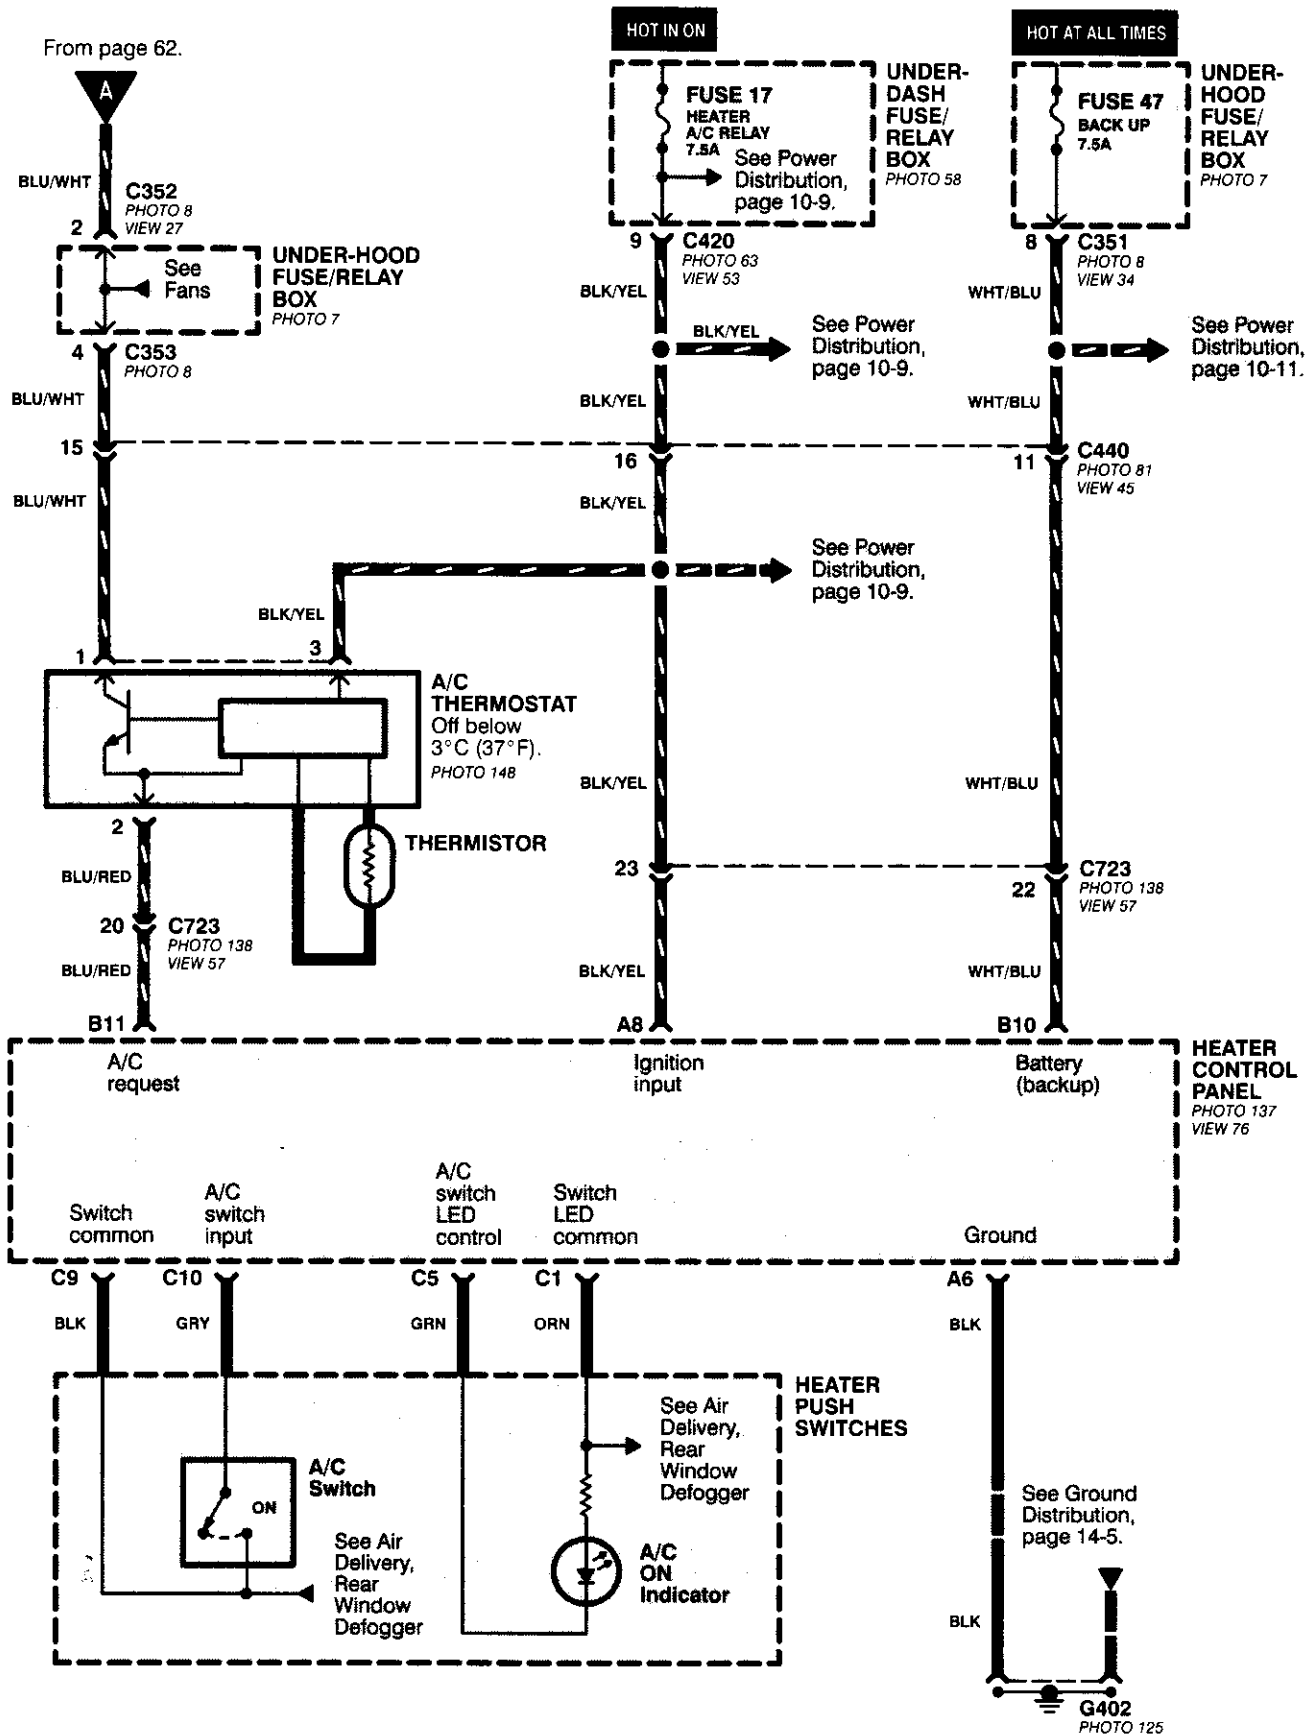 From page 62.
A
BLU/WHT
C352
PHOTO 8
VIEW 27
2
UNDER-HOOD
FUSE/RELAY
BOX
PHOTO 7
See
Fans
4
C353
PHOTO 8
BLU/WHT
15
BLU/WHT
HOT IN ON
FUSE 17
HEATER
A/C RELAY
7.5A
See Power
Distribution,
page 10-9.
UNDER-
DASH
FUSE/
RELAY
BOX
PHOTO 58
9
C420
PHOTO 63
VIEW 53
BLK/YEL
BLK/YEL
See Power
Distribution,
page 10-9.
BLK/YEL
16
BLK/YEL
See Power
Distribution,
page 10-9.
HOT AT ALL TIMES
FUSE 47
BACK UP
7.5A
UNDER-
HOOD
FUSE/
RELAY
BOX
PHOTO 7
8
C351
PHOTO 8
VIEW 34
WHT/BLU
See Power
Distribution,
page 10-11.
WHT/BLU
11
C440
PHOTO 81
VIEW 45
BLK/YEL
1
3
A/C
THERMOSTAT
Off below
3°C (37°F).
PHOTO 148
BLK/YEL
WHT/BLU
2
THERMISTOR
BLU/RED
20
C723
PHOTO 138
VIEW 57
BLU/RED
23
22
C723
PHOTO 138
VIEW 57
BLK/YEL
WHT/BLU
B11
A8
B10
A/C
request
Ignition
input
Battery
(backup)
HEATER
CONTROL
PANEL
PHOTO 137
VIEW 76
Switch
common
A/C
switch
input
A/C
switch
LED
control
Switch
LED
common
Ground
C9
C10
C5
C1
A6
BLK
GRY
GRN
ORN
BLK
HEATER
PUSH
SWITCHES
See Air
Delivery,
Rear
Window
Defogger
A/C
Switch
ON
See Air
Delivery,
Rear
Window
Defogger
A/C
ON
Indicator
See Ground
Distribution,
page 14-5.
BLK
G402
PHOTO 125